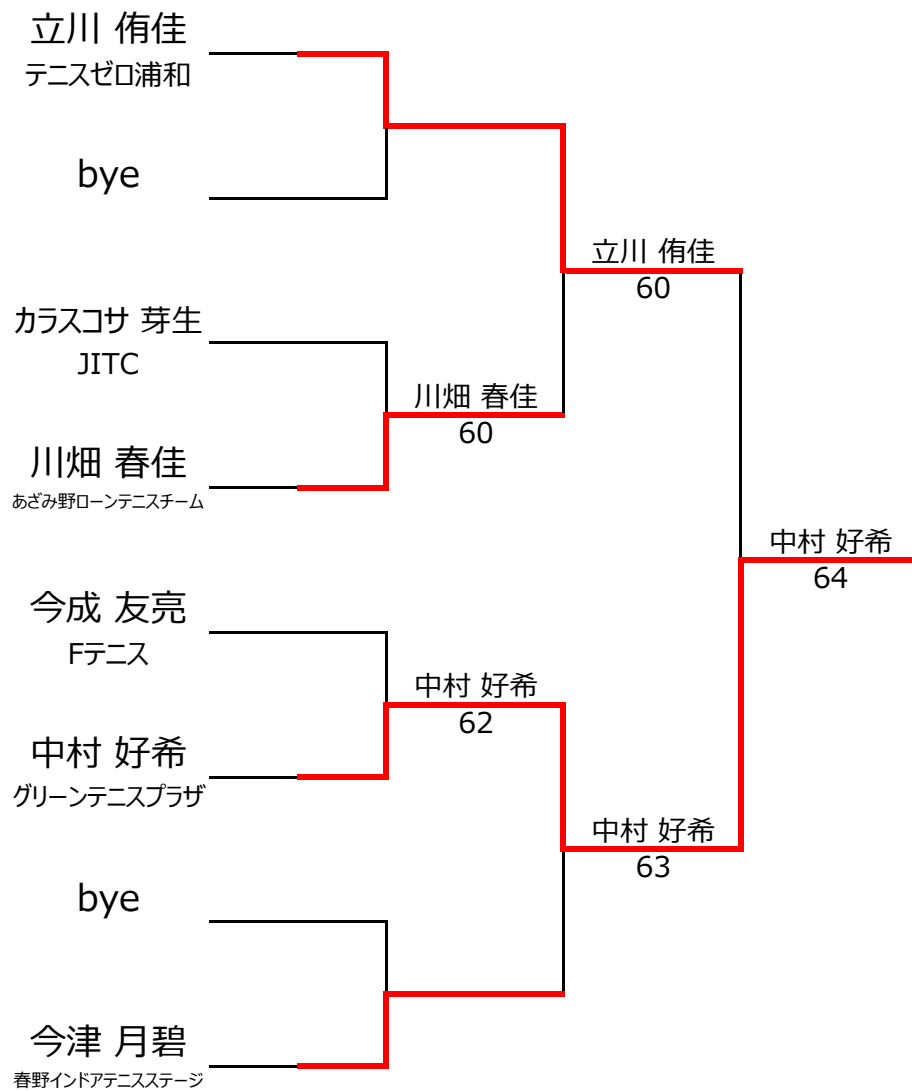 立川 侑佳
テニスゼロ浦和
bye
立川 侑佳
60
カラスコサ 芽生
JITC
川畑 春佳
60
川畑 春佳
あざみ野ローンテニスチーム
中村 好希
64
今成 友亮
Fテニス
中村 好希
62
中村 好希
グリーンテニスプラザ
中村 好希
63
bye
今津 月碧
春野インドアテニスステージ